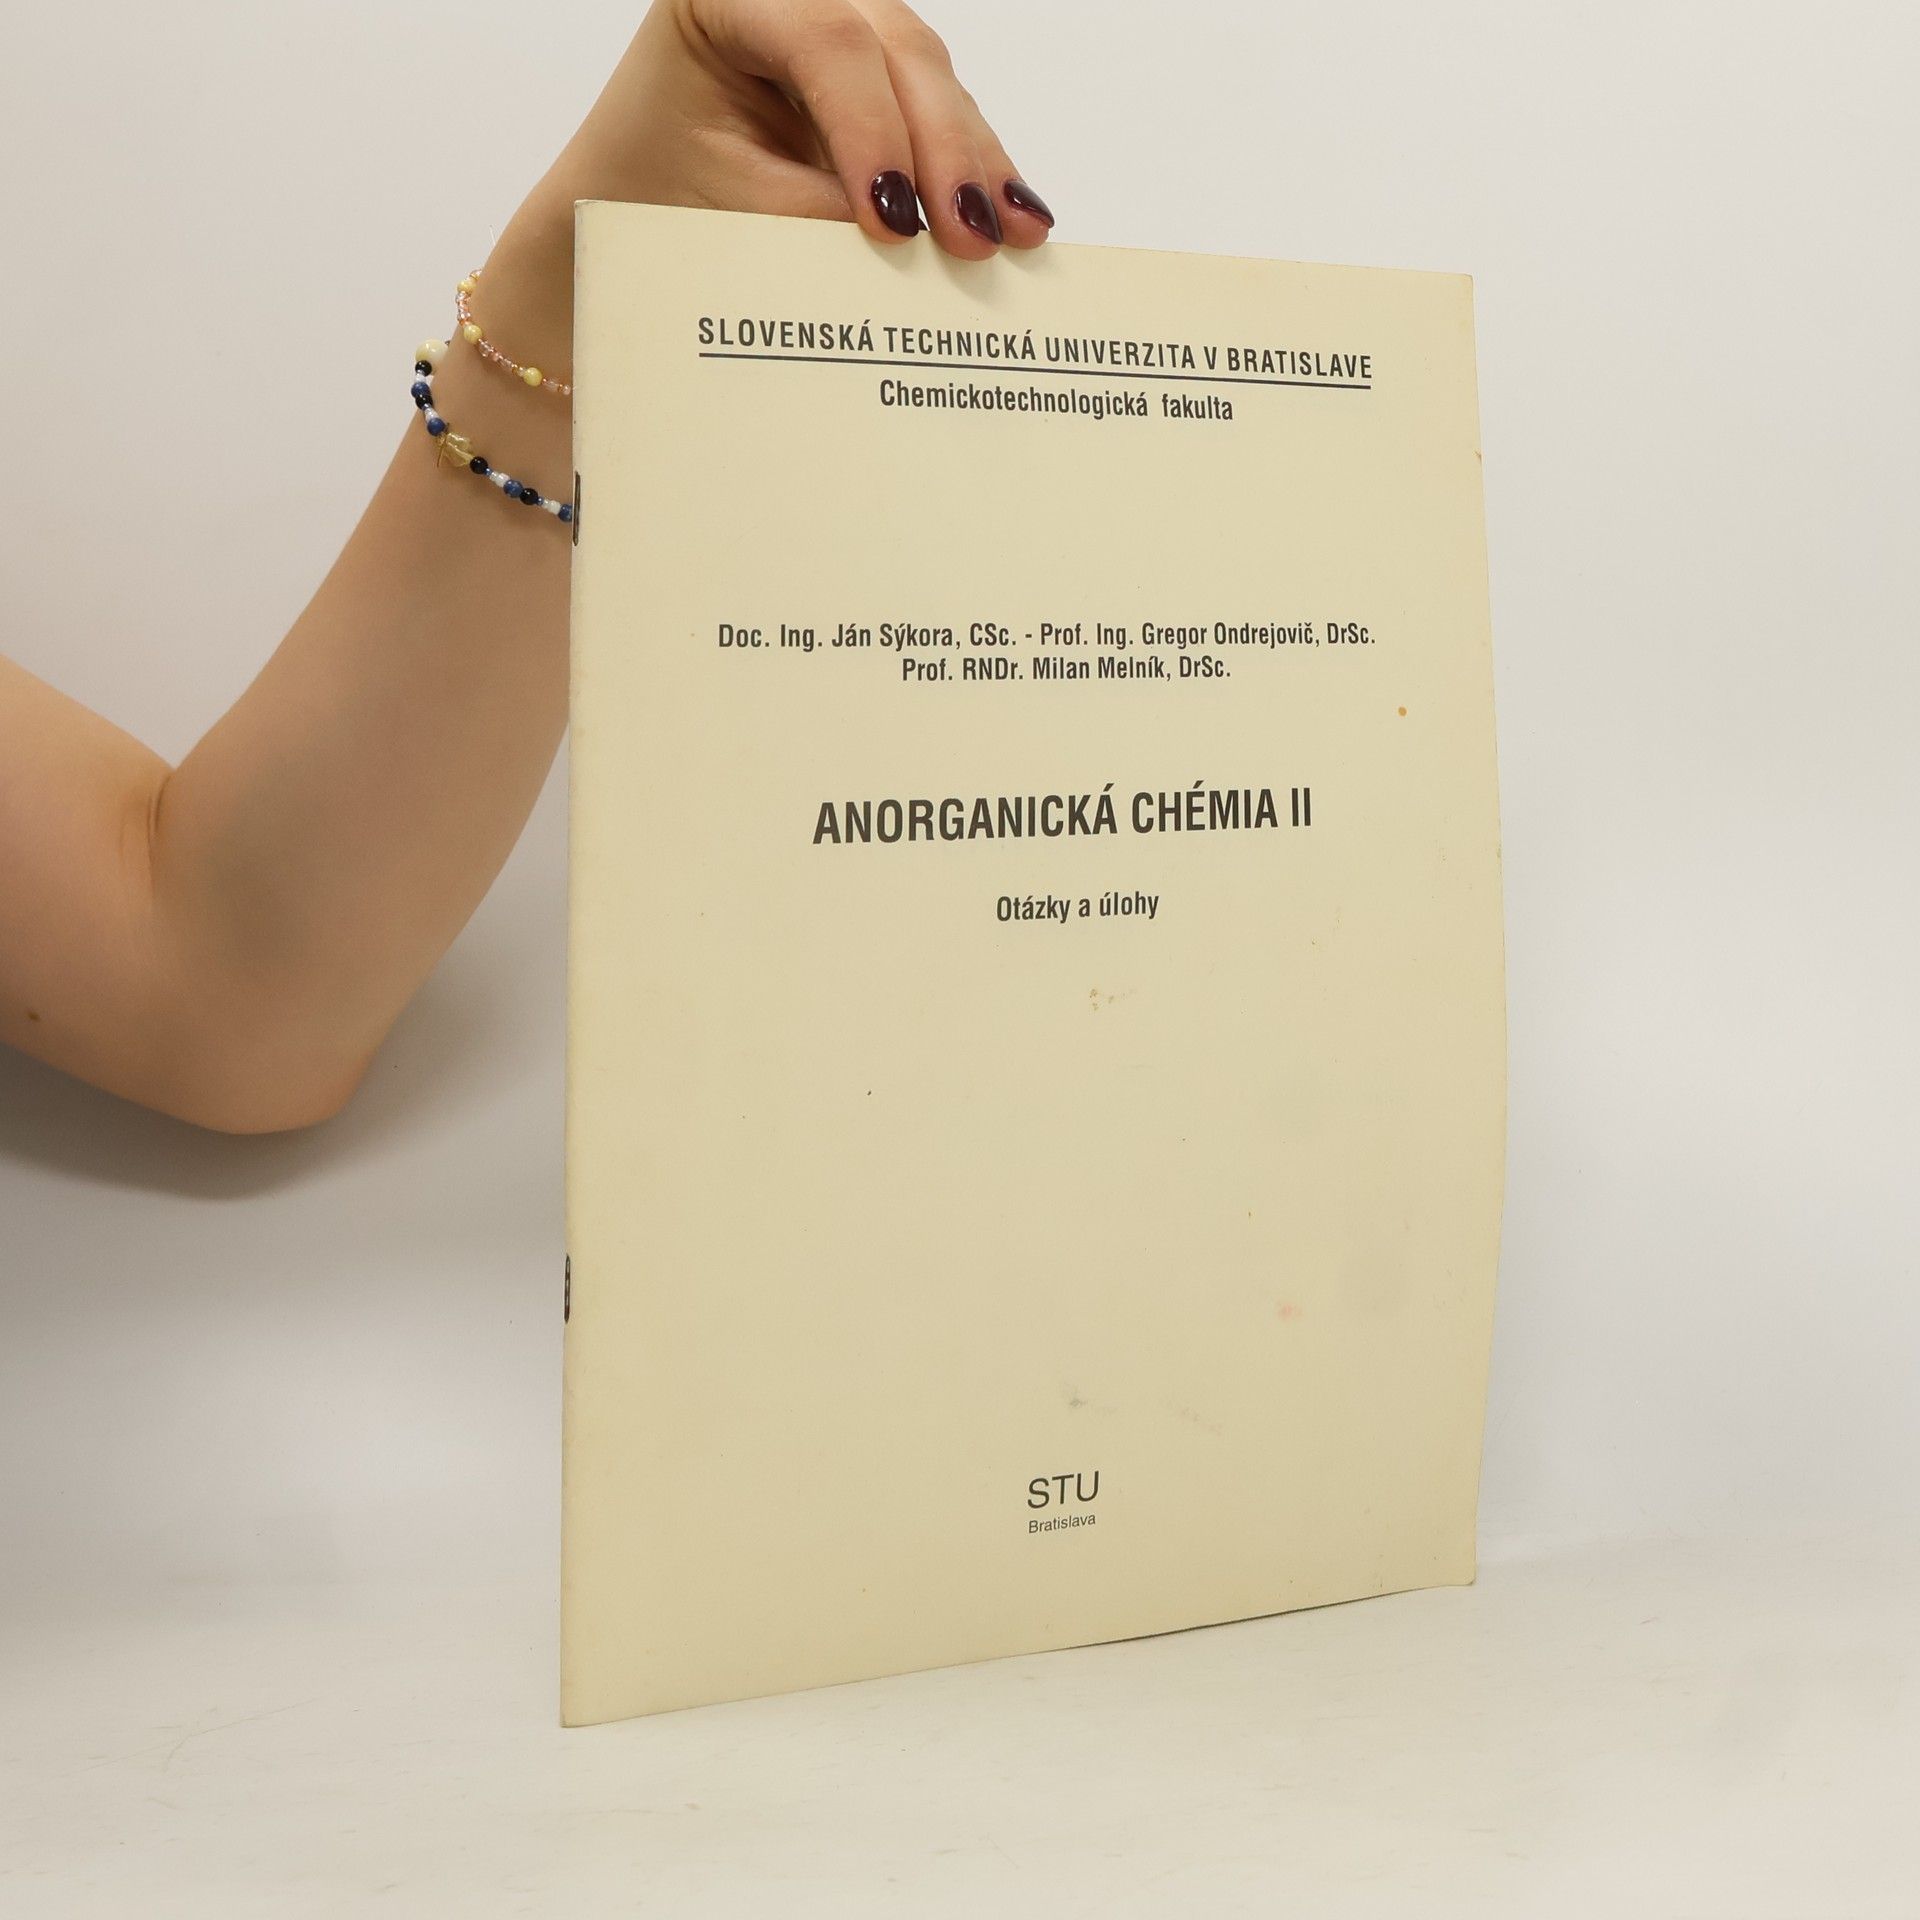 SLOVENSKÁ TECHNICKÁ UNIVERZITA V BRATISLAVE
Chemickotechnologická fakulta
Doc. Ing. Ján Sýkora, CSc. - Prof. Ing. Gregor Ondrejovič, DrSc.
Prof. RNDr. Milan Melník, DrSc.
ANORGANICKÁ CHÉMIA II
Otázky a úlohy
STU
Bratislava